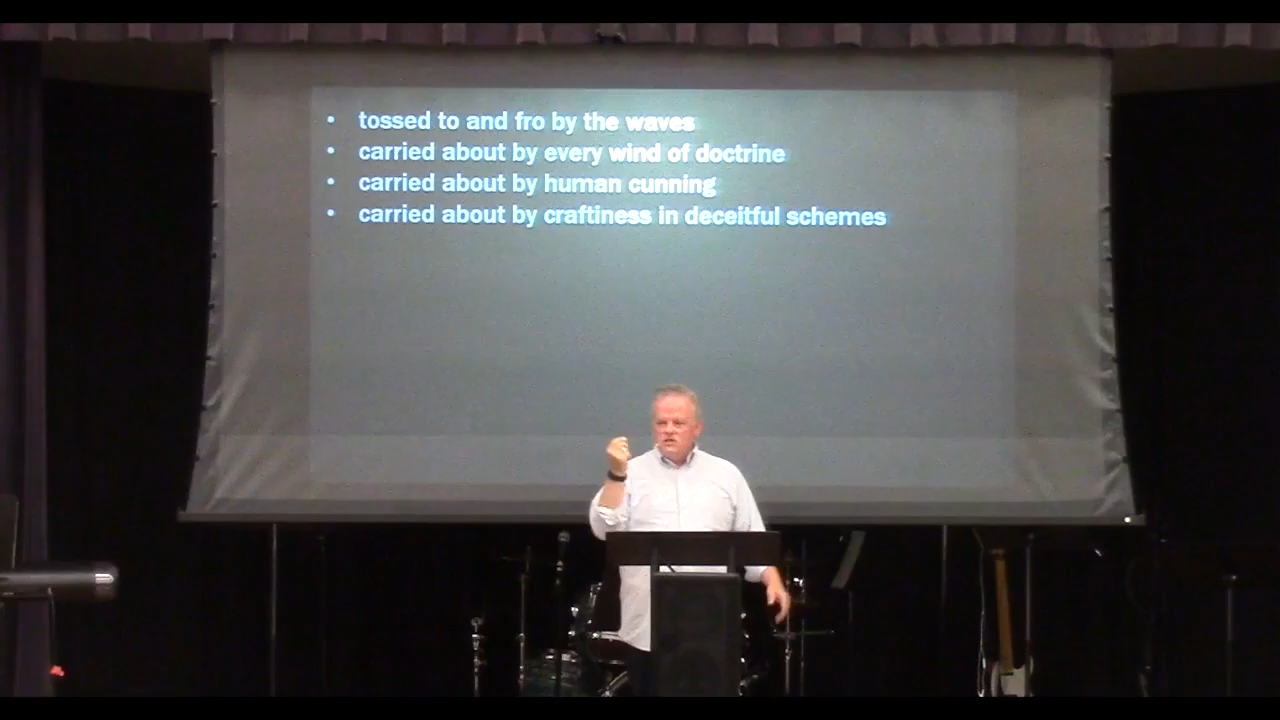 • tossed to and fro by the waves
• carried about by every wind of doctrine
• carried about by human cunning
• carried about by craftiness in deceitful schemes